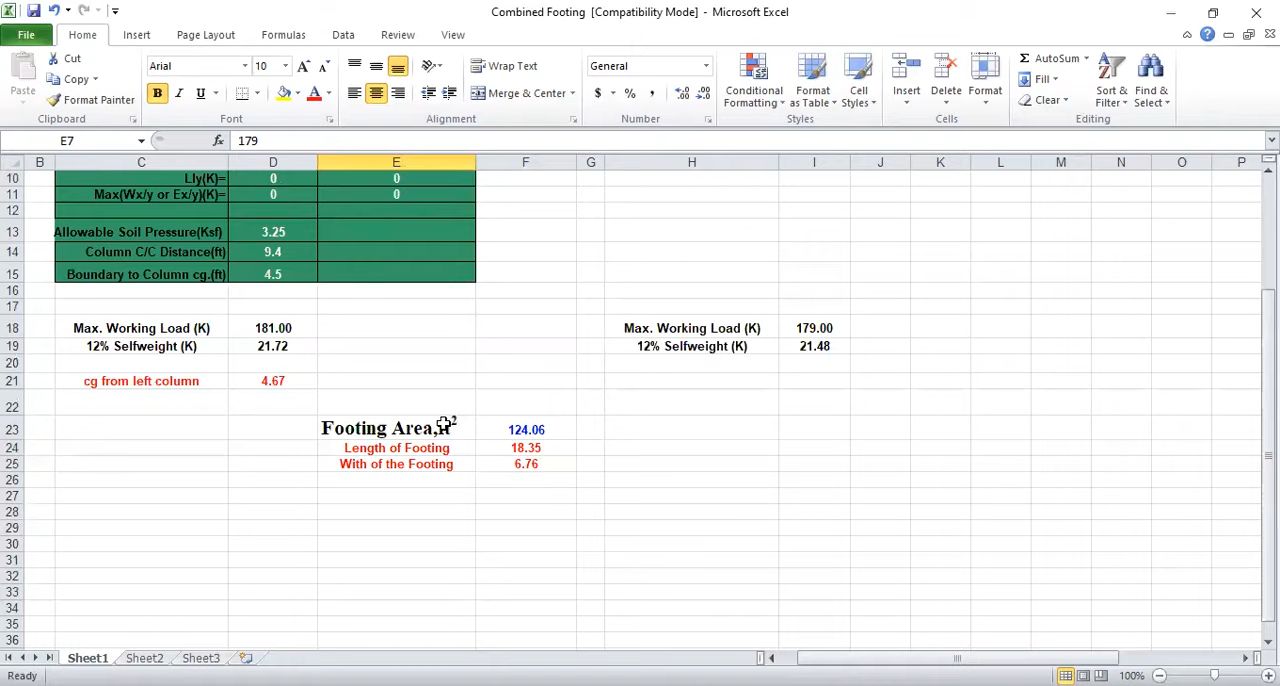 Combined Footing [Compatibility Mode] - Microsoft Excel
File Home Insert Page Layout Formulas Data Review View
Paste Cut Copy Format Painter Clipboard
Arial 10 A A B I U A Font
Wrap Text Merge & Center Alignment
General $ % , .0 .00 .00 .0 Number
Conditional Formatting Format as Table Cell Styles Styles
Insert Delete Format Cells
Σ AutoSum Fill Clear Sort & Filter Find & Select Editing
E7 fx 179
B C D E F G H I J K L M N O P
10 Lly(K)= 0 0
11 Max(Wx/y or Ex/y)(K)= 0 0
12
13 Allowable Soil Pressure(Ksf) 3.25
14 Column C/C Distance(ft) 9.4
15 Boundary to Column cg.(ft) 4.5
16
17
18 Max. Working Load (K) 181.00 Max. Working Load (K) 179.00
19 12% Selfweight (K) 21.72 12% Selfweight (K) 21.48
20
21 cg from left column 4.67
22
23 Footing Area, 124.06
24 Length of Footing 18.35
25 With of the Footing 6.76
26
27
28
29
30
31
32
33
34
35
36
Sheet1 Sheet2 Sheet3
Ready 100%